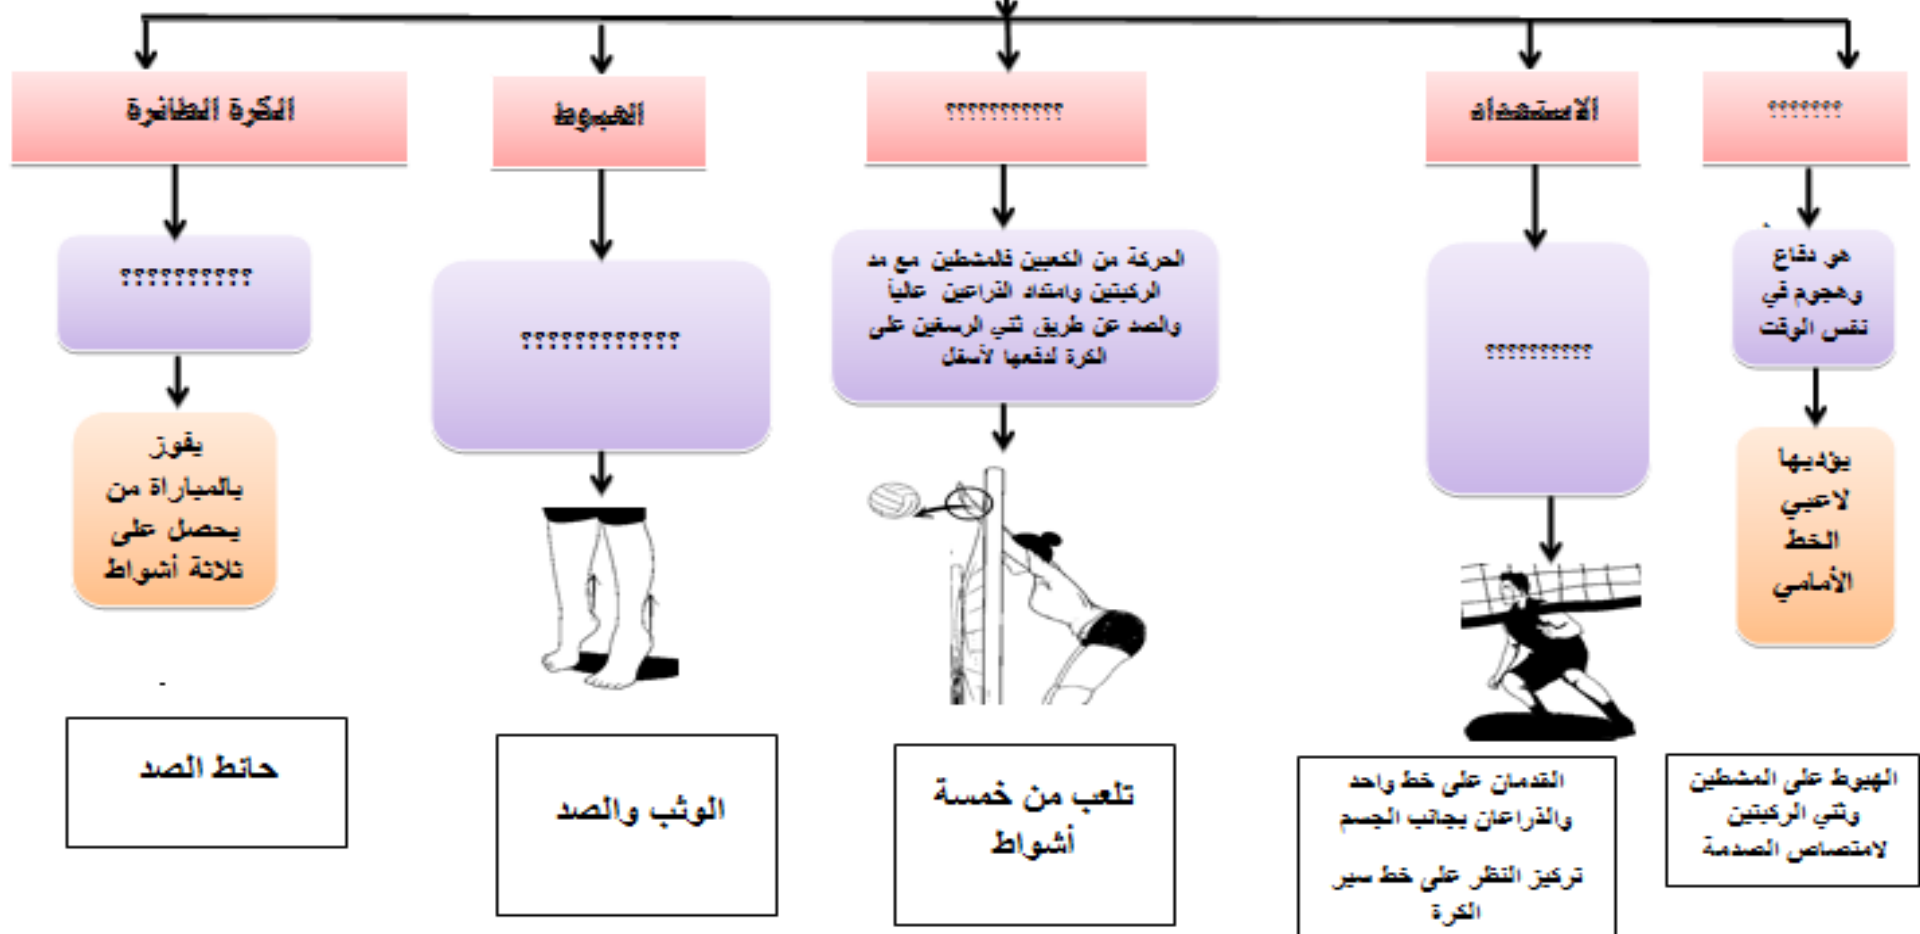 ؟؟؟؟؟؟؟
الاستعداد
؟؟؟؟؟؟؟؟؟؟؟
الهبوط
الكرة الطائرة
هو دفاع
وهجوم في
نفس الوقت
؟؟؟؟؟؟؟؟؟؟
الحركة من الكعبين فالمشطين مع مد
الركبتين وامتداد الذراعين عالياً
والصد عن طريق ثني الرسغين على
الكرة لدفعها لأسفل
؟؟؟؟؟؟؟؟؟؟؟؟
؟؟؟؟؟؟؟؟؟؟
يؤديها
لاعبي
الخط
الأمامي
يفوز
بالمباراة من
يحصل على
ثلاثة أشواط
الهبوط على المشطين
وثني الركبتين
لامتصاص الصدمة
القدمان على خط واحد
والذراعان بجانب الجسم
تركيز النظر على خط سير
الكرة
تلعب من خمسة
أشواط
الوثب والصد
حائط الصد